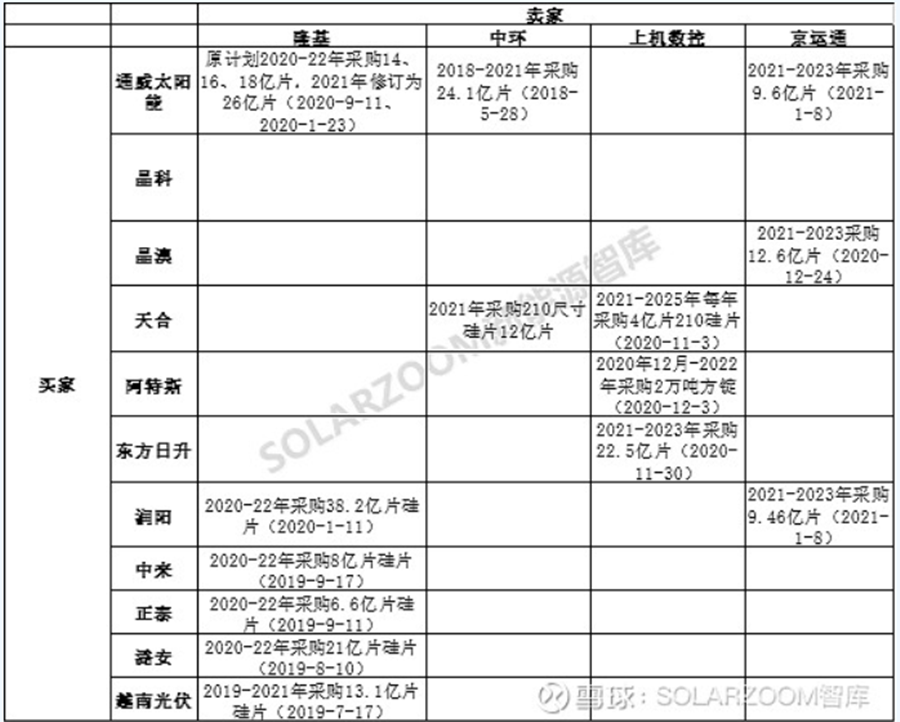 卖家
隆基 中环 上机数控 京运通
买家
通威太阳
能
原计划2020-22年采购14、
16、18亿片，2021年修订为
26亿片（2020-9-11、
2020-1-23）
2018-2021年采购
24.1亿片（2018-
5-28）
2021-2023年采购
9.6亿片（2021-
1-8）
晶科
晶澳
2021-2023采购
12.6亿片（2020-
12-24）
天合
2021年采购210尺寸
硅片12亿片
2021-2025年每年
采购4亿片210硅片
（2020-11-3）
阿特斯
2020年12月-2022
年采购2万吨方锭
（2020-12-3）
东方日升
2021-2023年采购
22.5亿片（2020-
11-30）
润阳
2020-22年采购38.2亿片硅
片（2020-1-11）
2021-2023年采购
9.46亿片（2021-
1-8）
中来
2020-22年采购8亿片硅片
（2019-9-17）
正泰
2020-22年采购6.6亿片硅
片（2019-9-11）
潞安
2020-22年采购21亿片硅片
（2019-8-10）
越南光伏
2019-2021年采购13.1亿片
硅片（2019-7-17）
SOLARZOOM新能源智库
雪球：SOLARZOOM智库